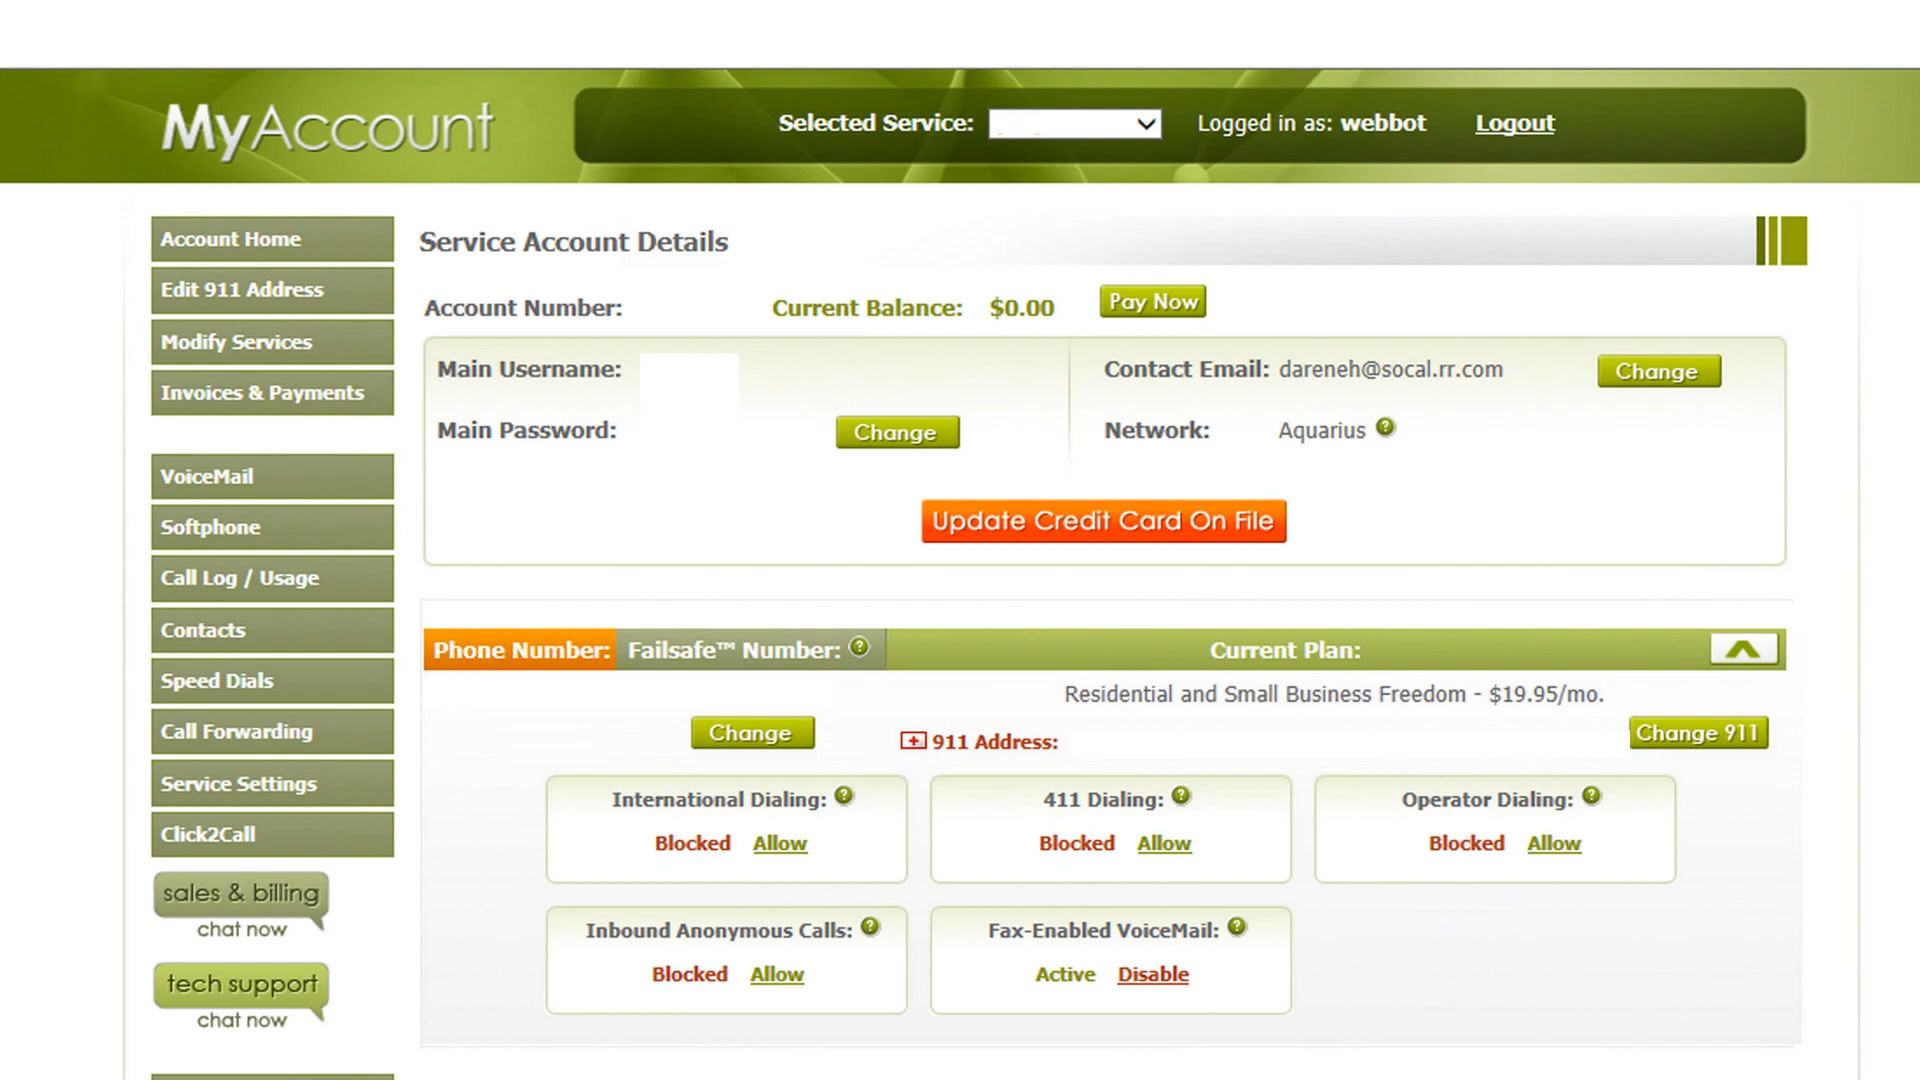 MyAccount
Selected Service:
Logged in as: webbot
Logout
Account Home
Edit 911 Address
Modify Services
Invoices & Payments
VoiceMail
Softphone
Call Log / Usage
Contacts
Speed Dials
Call Forwarding
Service Settings
Click2Call
sales & billing
chat now
tech support
chat now
Service Account Details
Account Number:
Current Balance: $0.00
Pay Now
Main Username:
Main Password:
Change
Contact Email: dareneh@socal.rr.com
Change
Network: Aquarius ?
Update Credit Card On File
Phone Number: Failsafe™ Number: ? Current Plan:
Residential and Small Business Freedom - $19.95/mo.
Change
911 Address:
Change 911
International Dialing: ?
Blocked Allow
411 Dialing: ?
Blocked Allow
Operator Dialing: ?
Blocked Allow
Inbound Anonymous Calls: ?
Blocked Allow
Fax-Enabled VoiceMail: ?
Active Disable